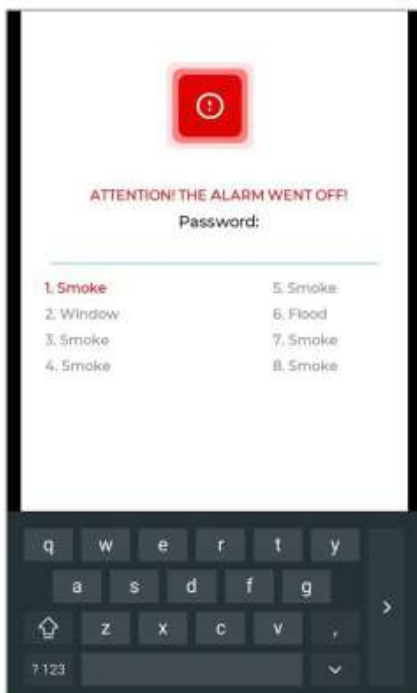 ATTENTION! THE ALARM WENT OFF!
Password:
1. Smoke
2. Window
3. Smoke
4. Smoke
5. Smoke
6. Flood
7. Smoke
8. Smoke
q w e r t y
a s d f g
z x c v ,
?123